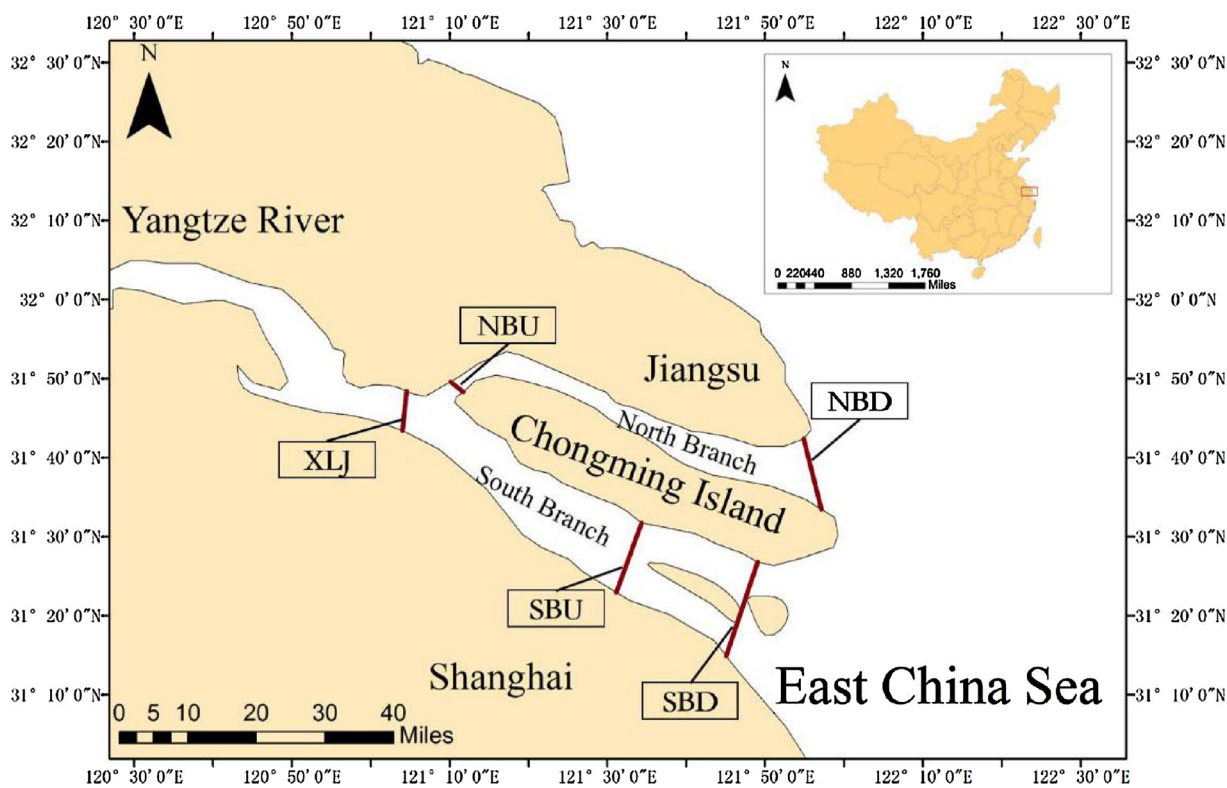 120° 30′ 0″E 120° 50′ 0″E 121° 10′ 0″E 121° 30′ 0″E 121° 50′ 0″E 122° 10′ 0″E 122° 30′ 0″E
32° 30′ 0″N
32° 20′ 0″N
32° 10′ 0″N
32° 0′ 0″N
31° 50′ 0″N
31° 40′ 0″N
31° 30′ 0″N
31° 20′ 0″N
31° 10′ 0″N
N
Yangtze River
NBU
Jiangsu
NBD
North Branch
XLJ
Chongming Island
South Branch
SBU
Shanghai
SBD
East China Sea
0 5 10 20 30 40
Miles
N
0 220440 880 1,320 1,760
Miles
32° 30′ 0″N
32° 20′ 0″N
32° 10′ 0″N
32° 0′ 0″N
31° 50′ 0″N
31° 40′ 0″N
31° 30′ 0″N
31° 20′ 0″N
31° 10′ 0″N
120° 30′ 0″E 120° 50′ 0″E 121° 10′ 0″E 121° 30′ 0″E 121° 50′ 0″E 122° 10′ 0″E 122° 30′ 0″E